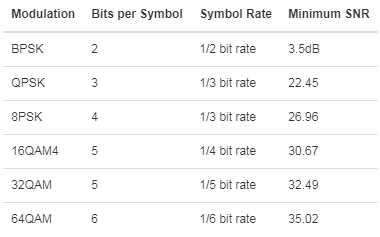 Modulation Bits per Symbol Symbol Rate Minimum SNR
BPSK 2 1/2 bit rate 3.5dB
QPSK 3 1/3 bit rate 22.45
8PSK 4 1/3 bit rate 26.96
16QAM4 5 1/4 bit rate 30.67
32QAM 5 1/5 bit rate 32.49
64QAM 6 1/6 bit rate 35.02